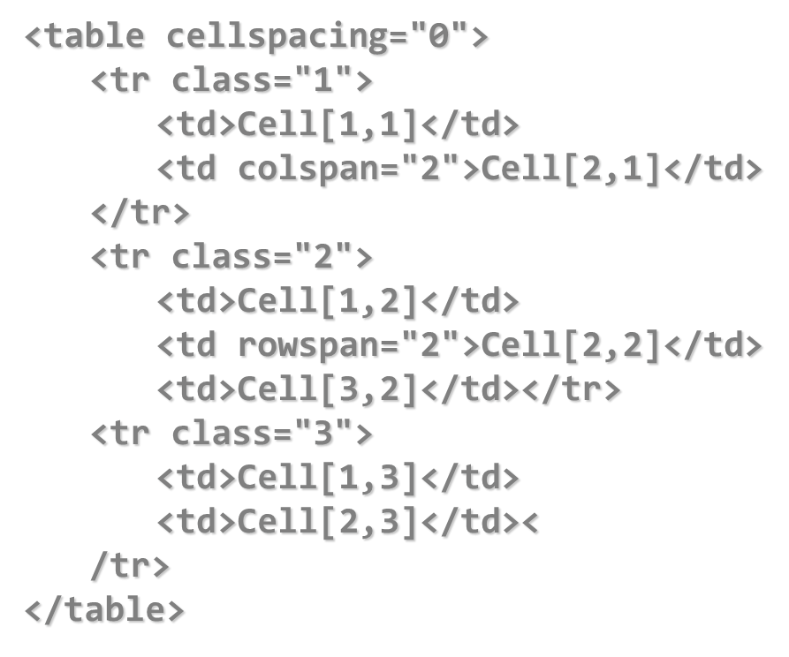 <table cellspacing="0">
<tr class="1">
<td>Cell[1,1]</td>
<td colspan="2">Cell[2,1]</td>
</tr>
<tr class="2">
<td>Cell[1,2]</td>
<td rowspan="2">Cell[2,2]</td>
<td>Cell[3,2]</td></tr>
<tr class="3">
<td>Cell[1,3]</td>
<td>Cell[2,3]</td><
/tr>
</table>